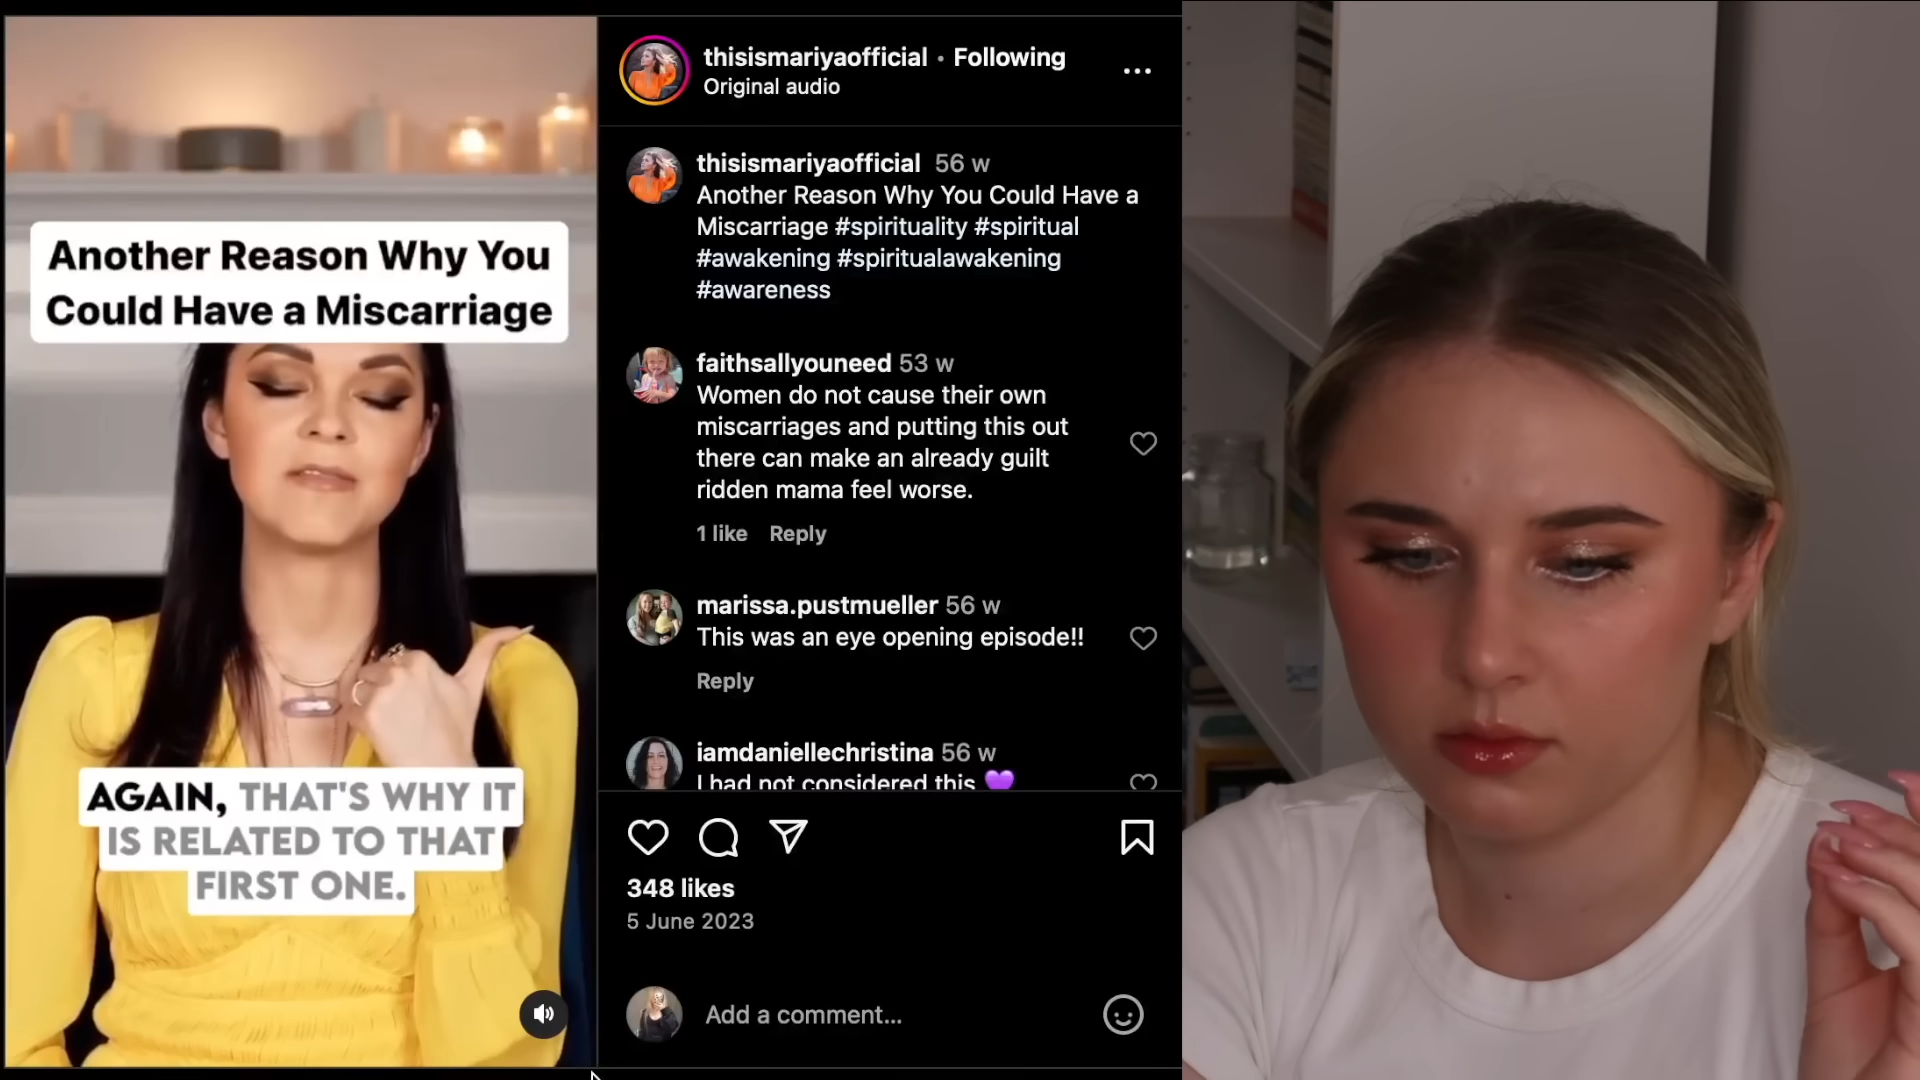 Another Reason Why You
Could Have a Miscarriage
AGAIN, THAT'S WHY IT
IS RELATED TO THAT
FIRST ONE.
thisismariyaofficial • Following
Original audio
thisismariyaofficial 56 w
Another Reason Why You Could Have a
Miscarriage #spirituality #spiritual
#awakening #spiritualawakening
#awareness
faithsallyouneed 53 w
Women do not cause their own
miscarriages and putting this out
there can make an already guilt
ridden mama feel worse.
1 like Reply
marissa.pustmueller 56 w
This was an eye opening episode!!
Reply
iamdaniellechristina 56 w
I had not considered this 💜
348 likes
5 June 2023
Add a comment...